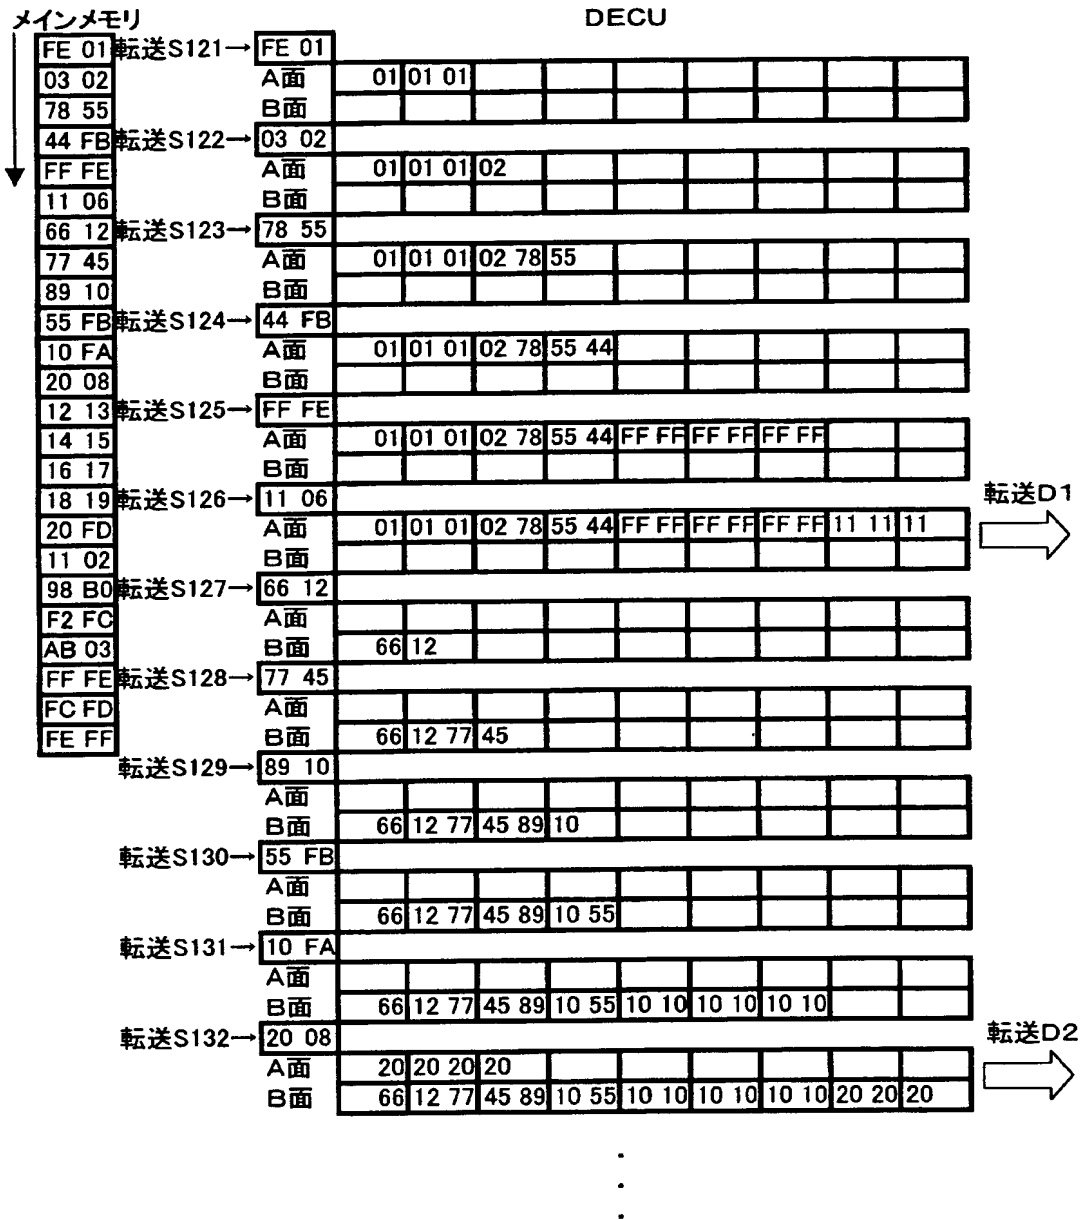 メインメモリ DECU
FE 01 転送S121→ FE 01
03 02 A面 01 01 01
78 55 B面
44 FB 転送S122→ 03 02
FF FE A面 01 01 01 02
11 06 B面
66 12 転送S123→ 78 55
77 45 A面 01 01 01 02 78 55
89 10 B面
55 FB 転送S124→ 44 FB
10 FA A面 01 01 01 02 78 55 44
20 08 B面
12 13 転送S125→ FF FE
14 15 A面 01 01 01 02 78 55 44 FF FF FF FF FF FF
16 17 B面
18 19 転送S126→ 11 06 転送D1
20 FD A面 01 01 01 02 78 55 44 FF FF FF FF FF FF 11 11 11
11 02 B面
98 B0 転送S127→ 66 12
F2 FC A面
AB 03 B面 66 12
FF FE 転送S128→ 77 45
FC FD A面
FE FF B面 66 12 77 45
転送S129→ 89 10
A面
B面 66 12 77 45 89 10
転送S130→ 55 FB
A面
B面 66 12 77 45 89 10 55
転送S131→ 10 FA
A面
B面 66 12 77 45 89 10 55 10 10 10 10 10 10
転送S132→ 20 08 転送D2
A面 20 20 20 20
B面 66 12 77 45 89 10 55 10 10 10 10 10 10 20 20 20